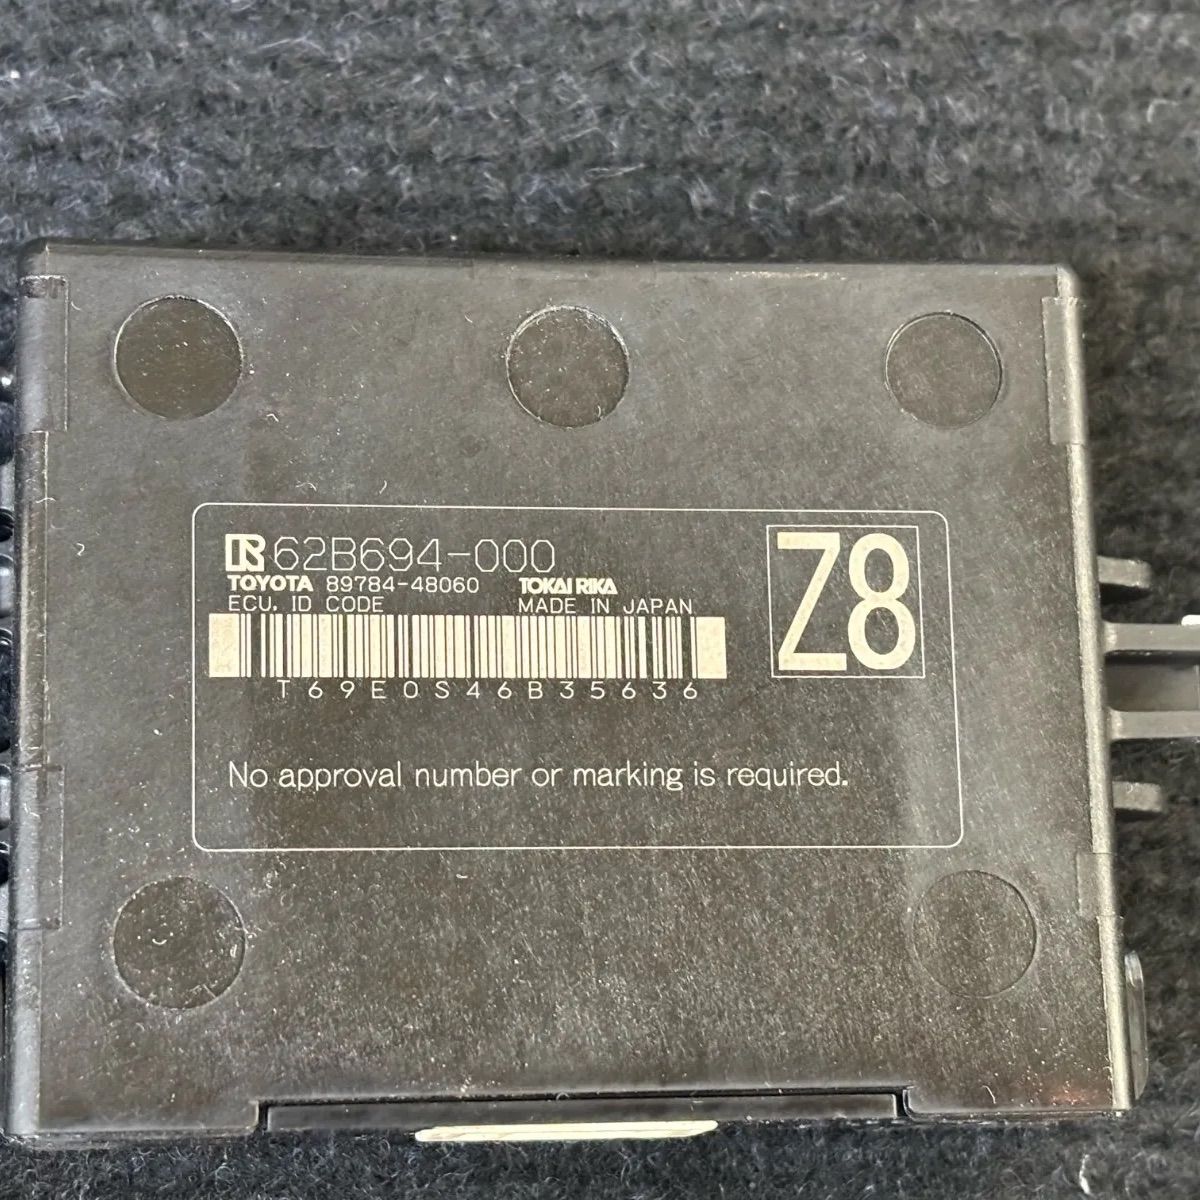 62B694-000
TOYOTA 89784-48060 TOKAI RIKA
ECU. ID CODE MADE IN JAPAN
Z8
T69E0S46B35636
No approval number or marking is required.